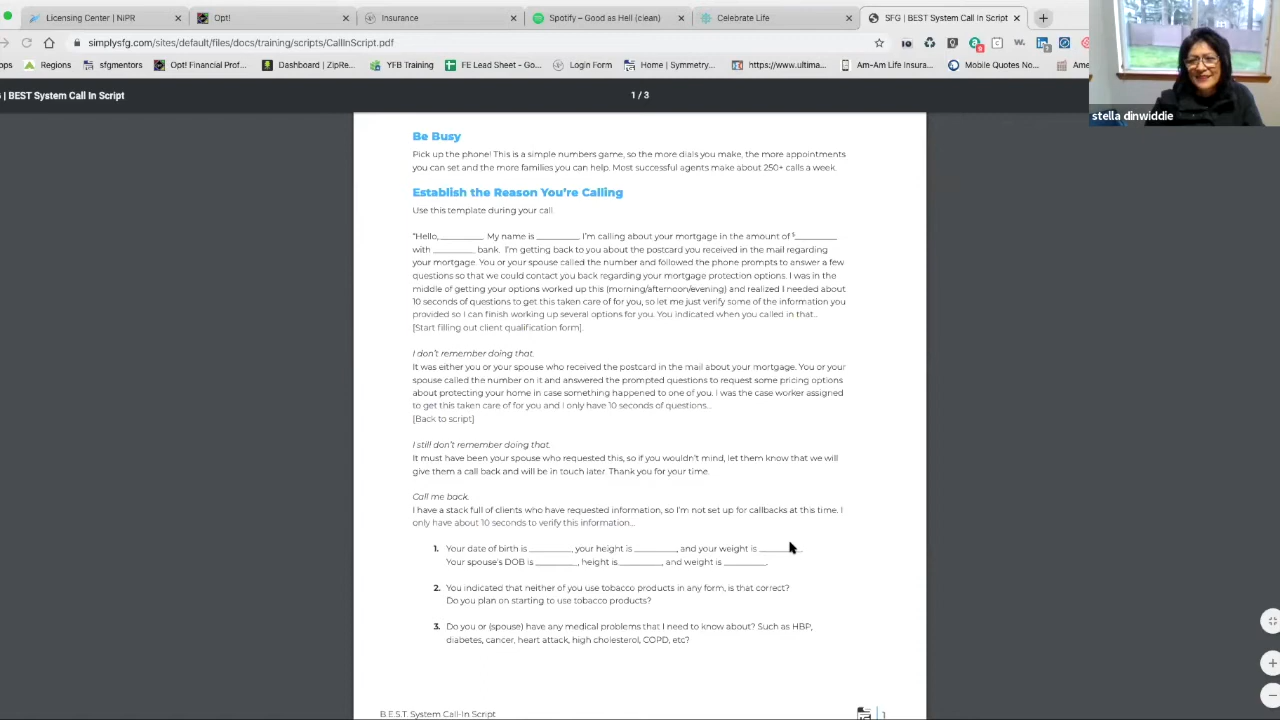 Licensing Center | NIPR
Opt!
Insurance
Spotify – Good as Hell (clean)
Celebrate Life
SFG | BEST System Call In Script
simplysfg.com/sites/default/files/docs/training/scripts/CallInScript.pdf
Regions
sfgmentors
Opt! Financial Prof...
Dashboard | ZipRe...
YFB Training
FE Lead Sheet - Go...
Login Form
Home | Symmetry...
https://www.ultima...
Am-Am Life Insura...
Mobile Quotes No...
Ame
| BEST System Call In Script
1 / 3
stella dinwiddie
Be Busy
Pick up the phone! This is a simple numbers game, so the more dials you make, the more appointments
you can set and the more families you can help. Most successful agents make about 250+ calls a week.
Establish the Reason You're Calling
Use this template during your call
"Hello, ________. My name is ________. I'm calling about your mortgage in the amount of $________
with ________ bank. I'm getting back to you about the postcard you received in the mail regarding
your mortgage. You or your spouse called the number and followed the phone prompts to answer a few
questions so that we could contact you back regarding your mortgage protection options. I was in the
middle of getting your options worked up this (morning/afternoon/evening) and realized I needed about
10 seconds of questions to get this taken care of for you, so let me just verify some of the information you
provided so I can finish working up several options for you. You indicated when you called in that...
[Start filling out client qualification form].
I don't remember doing that.
It was either you or your spouse who received the postcard in the mail about your mortgage. You or your
spouse called the number on it and answered the prompted questions to request some pricing options
about protecting your home in case something happened to one of you. I was the case worker assigned
to get this taken care of for you and I only have 10 seconds of questions...
[Back to script]
I still don't remember doing that.
It must have been your spouse who requested this, so if you wouldn't mind, let them know that we will
give them a call back and will be in touch later. Thank you for your time.
Call me back.
I have a stack full of clients who have requested information, so I'm not set up for callbacks at this time. I
only have about 10 seconds to verify this information...
1. Your date of birth is ________, your height is ________, and your weight is ________.
Your spouse's DOB is ________, height is ________, and weight is ________.
2. You indicated that neither of you use tobacco products in any form, is that correct?
Do you plan on starting to use tobacco products?
3. Do you or (spouse) have any medical problems that I need to know about? Such as HBP,
diabetes, cancer, heart attack, high cholesterol, COPD, etc?
B.E.S.T. System Call-In Script